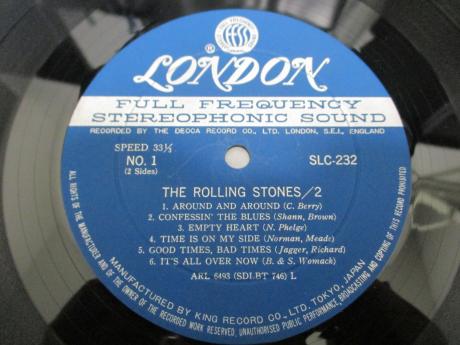 ® LONDON
FULL FREQUENCY
STEREOPHONIC SOUND
RECORDED BY THE DECCA RECORD CO., LTD. LONDON, S.E.I., ENGLAND
SPEED 33⅓
NO. 1
(2 Sides)
SLC-232
THE ROLLING STONES/2
1. AROUND AND AROUND (C. Berry)
2. CONFESSIN' THE BLUES (Shann, Brown)
3. EMPTY HEART (N. Phelge)
4. TIME IS ON MY SIDE (Norman, Meade)
5. GOOD TIMES, BAD TIMES (Jagger, Richard)
6. IT'S ALL OVER NOW (B. & S. Womack)
AKL 6493 (SDLBT 746) L
MANUFACTURED BY KING RECORD CO., LTD. TOKYO, JAPAN
ALL RIGHTS OF THE MANUFACTURER AND OF THE OWNER OF THE RECORDED WORK RESERVED, UNAUTHORISED PUBLIC PERFORMANCE, BROADCASTING AND COPYING OF THIS RECORD PROHIBITED